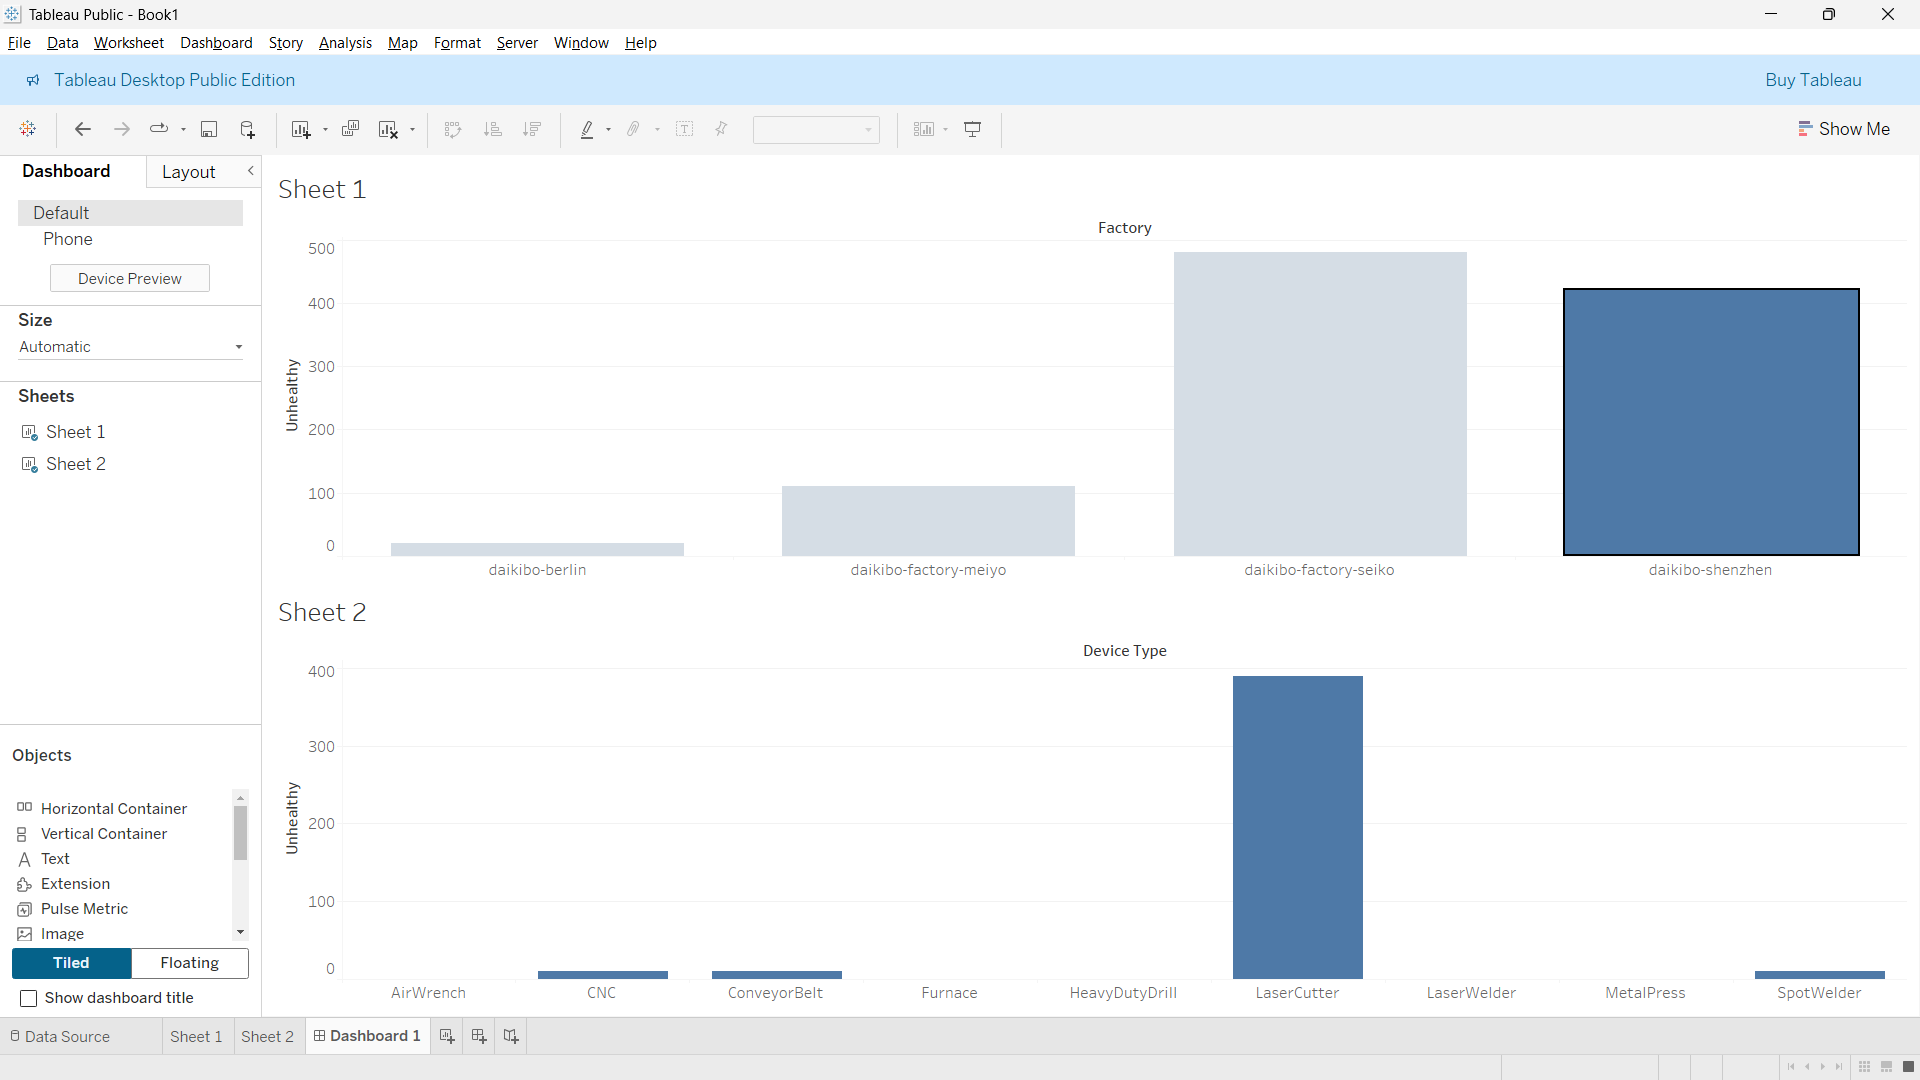 Tableau Public - Book1
File Data Worksheet Dashboard Story Analysis Map Format Server Window Help
Tableau Desktop Public Edition
Buy Tableau
Show Me
Dashboard
Layout
Default
Phone
Device Preview
Size
Automatic
Sheets
Sheet 1
Sheet 2
Objects
Horizontal Container
Vertical Container
Text
Extension
Pulse Metric
Image
Tiled
Floating
Show dashboard title
Sheet 1
Factory
Unhealthy
500
400
300
200
100
0
daikibo-berlin
daikibo-factory-meiyo
daikibo-factory-seiko
daikibo-shenzhen
Sheet 2
Device Type
Unhealthy
400
300
200
100
0
AirWrench
CNC
ConveyorBelt
Furnace
HeavyDutyDrill
LaserCutter
LaserWelder
MetalPress
SpotWelder
Data Source
Sheet 1
Sheet 2
Dashboard 1